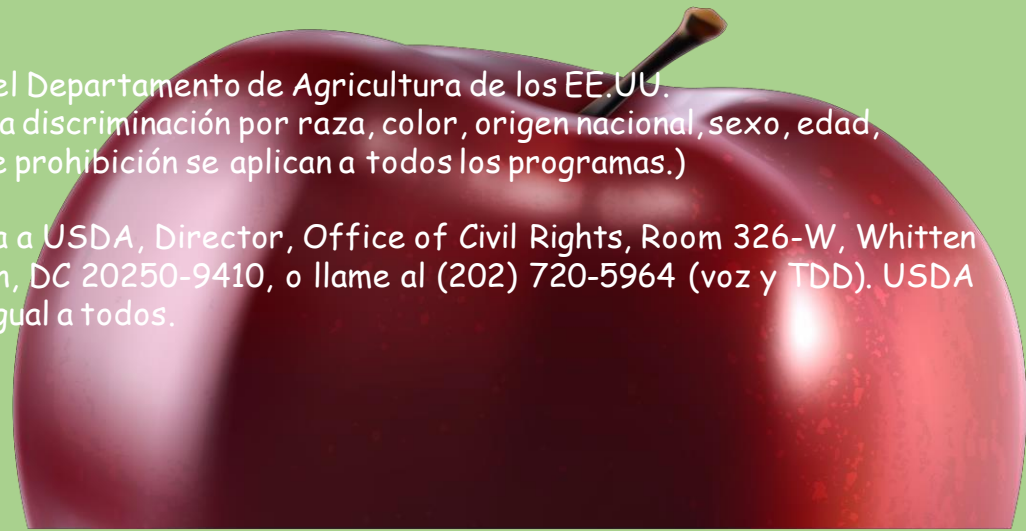 el Departamento de Agricultura de los EE.UU.
a discriminación por raza, color, origen nacional, sexo, edad,
e prohibición se aplican a todos los programas.)
a a USDA, Director, Office of Civil Rights, Room 326-W, Whitten
n, DC 20250-9410, o llame al (202) 720-5964 (voz y TDD). USDA
gual a todos.